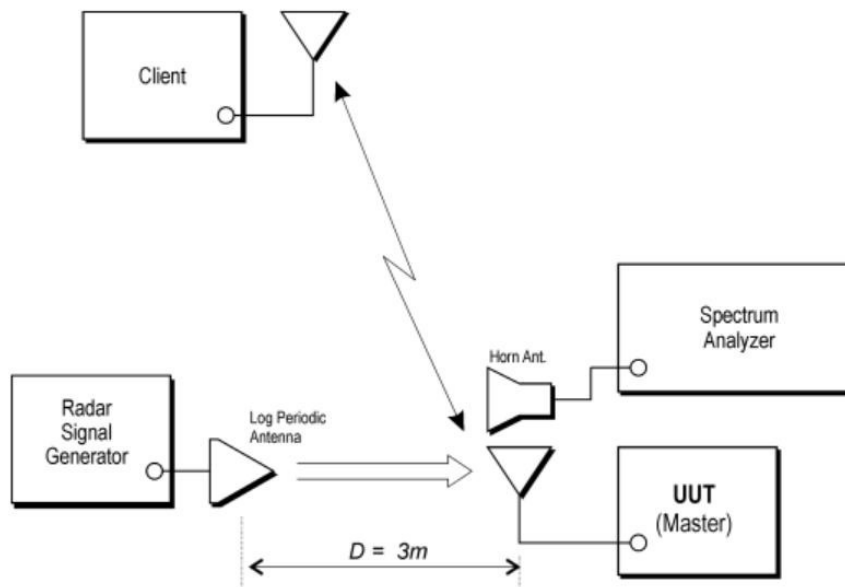 Client
Spectrum
Analyzer
Horn Ant.
Radar
Signal
Generator
Log Periodic
Antenna
UUT
(Master)
D = 3m